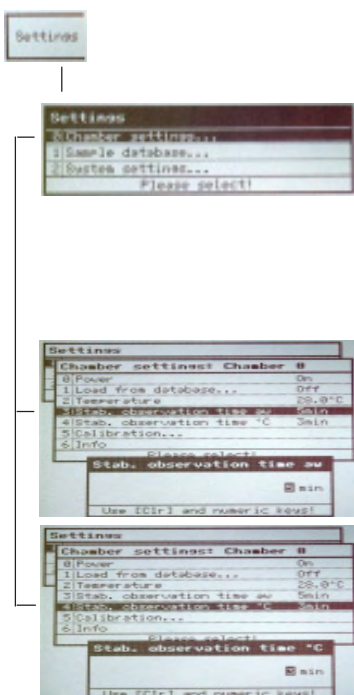 Settings
Settings
0 Chamber settings...
1 Sample database...
2 System settings...
Please select!
Settings
Chamber settings: Chamber 0
0 Power On
1 Load from database... Off
2 Temperature 28.0°C
3 Stab. observation time aw 5min
4 Stab. observation time °C 3min
5 Calibration...
6 Info
Please select!
Stab. observation time aw
min
Use [Clr] and numeric keys!
Settings
Chamber settings: Chamber 0
0 Power On
1 Load from database... Off
2 Temperature 28.0°C
3 Stab. observation time aw 5min
4 Stab. observation time °C 3min
5 Calibration...
6 Info
Please select!
Stab. observation time °C
min
Use [Clr] and numeric keys!